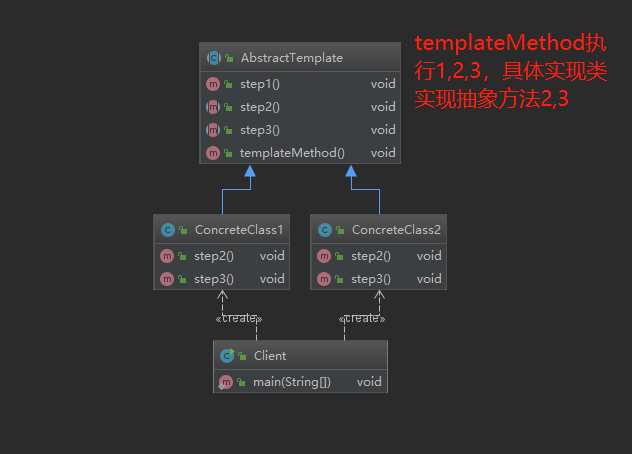 templateMethod执
行1,2,3，具体实现类
实现抽象方法2,3
AbstractTemplate
step1() void
step2() void
step3() void
templateMethod() void
ConcreteClass1
step2() void
step3() void
ConcreteClass2
step2() void
step3() void
«create»
«create»
Client
main(String[]) void